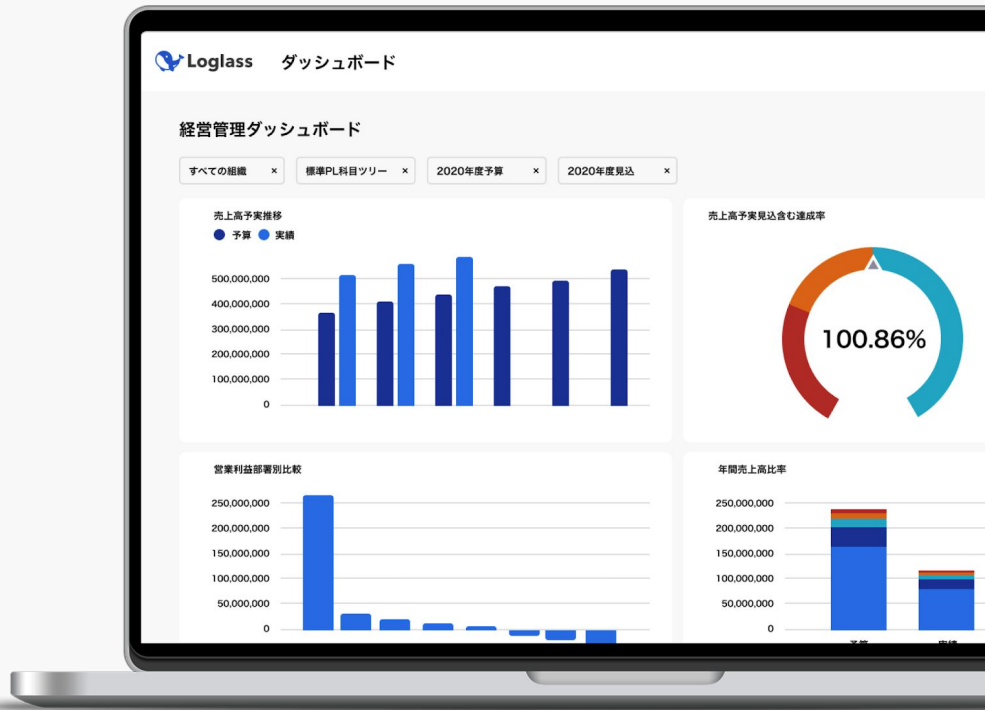 Loglass ダッシュボード
経営管理ダッシュボード
すべての組織 × 標準PL科目ツリー × 2020年度予算 × 2020年度見込 ×
売上高予実推移
予算 実績
500,000,000
400,000,000
300,000,000
200,000,000
100,000,000
0
売上高予実見込含む達成率
100.86%
営業利益部署別比較
250,000,000
200,000,000
150,000,000
100,000,000
50,000,000
0
年間売上高比率
250,000,000
200,000,000
150,000,000
100,000,000
50,000,000
0